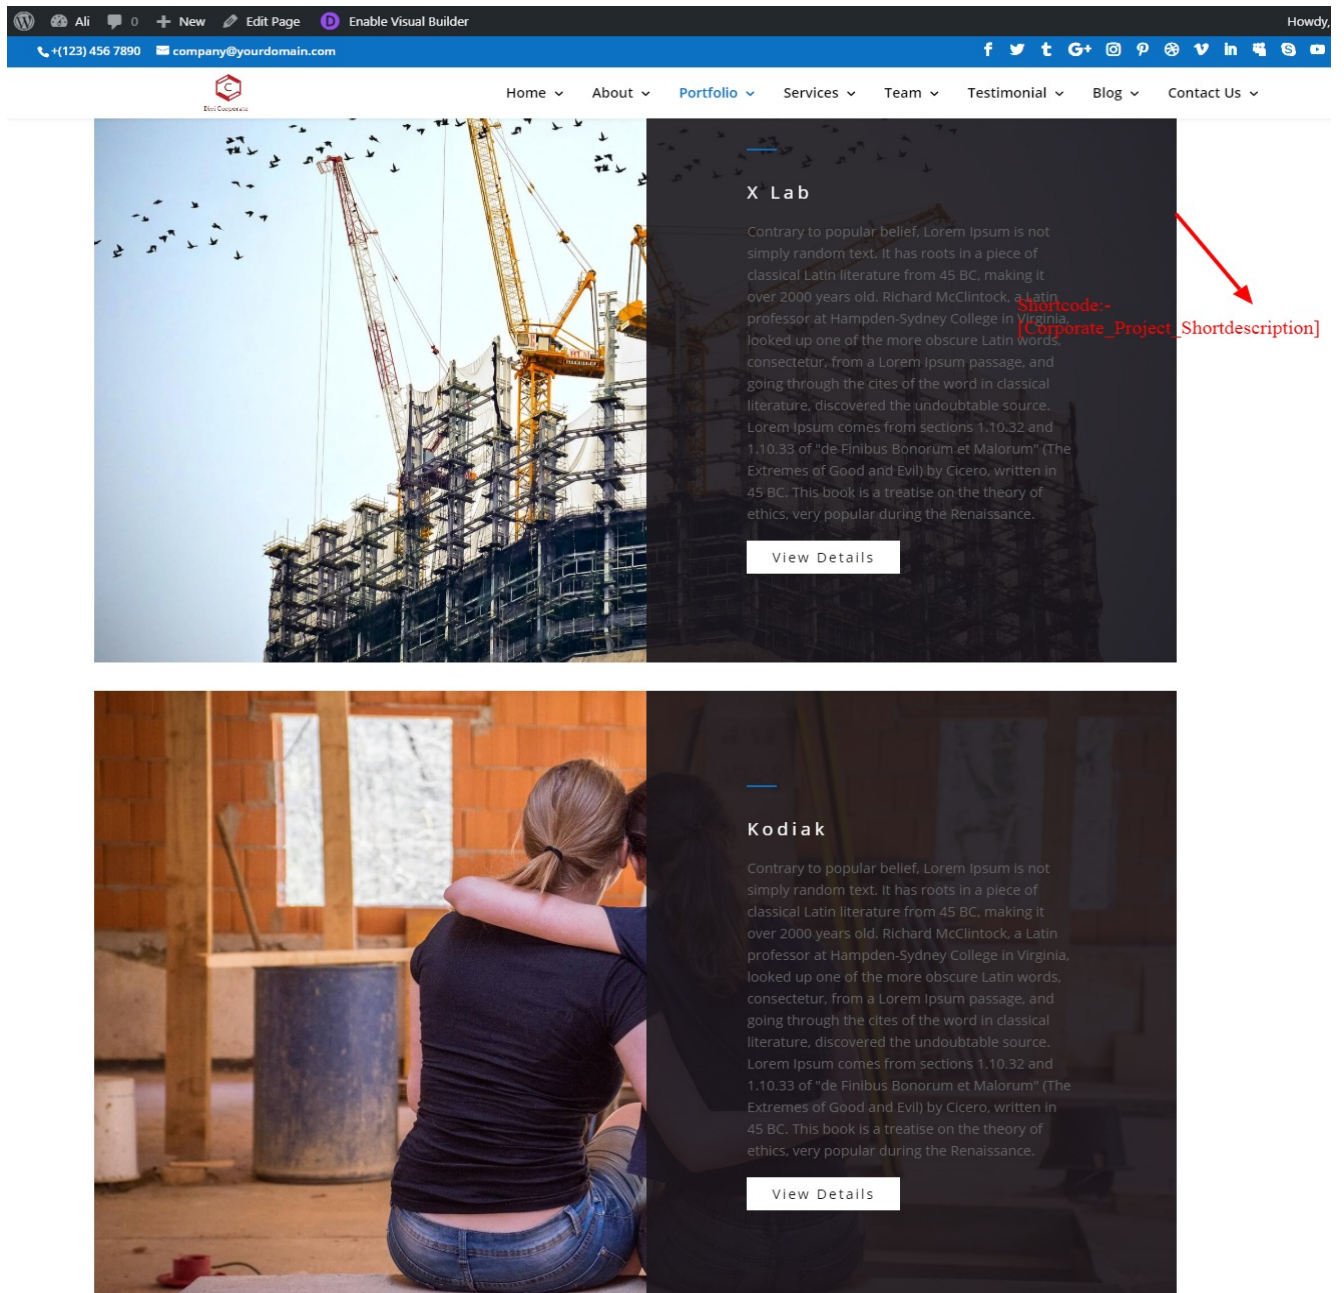 Ali 0 New Edit Page D Enable Visual Builder Howdy,
+(123) 456 7890 company@yourdomain.com
C
Divi Corporate
Home About Portfolio Services Team Testimonial Blog Contact Us
X Lab
Contrary to popular belief, Lorem Ipsum is not
simply random text. It has roots in a piece of
classical Latin literature from 45 BC, making it
over 2000 years old. Richard McClintock, a Latin
professor at Hampden-Sydney College in Virginia,
looked up one of the more obscure Latin words,
consectetur, from a Lorem Ipsum passage, and
going through the cites of the word in classical
literature, discovered the undoubtable source.
Lorem Ipsum comes from sections 1.10.32 and
1.10.33 of "de Finibus Bonorum et Malorum" (The
Extremes of Good and Evil) by Cicero, written in
45 BC. This book is a treatise on the theory of
ethics, very popular during the Renaissance.
View Details
Shortcode:-
[Corporate_Project_Shortdescription]
Kodiak
Contrary to popular belief, Lorem Ipsum is not
simply random text. It has roots in a piece of
classical Latin literature from 45 BC, making it
over 2000 years old. Richard McClintock, a Latin
professor at Hampden-Sydney College in Virginia,
looked up one of the more obscure Latin words,
consectetur, from a Lorem Ipsum passage, and
going through the cites of the word in classical
literature, discovered the undoubtable source.
Lorem Ipsum comes from sections 1.10.32 and
1.10.33 of "de Finibus Bonorum et Malorum" (The
Extremes of Good and Evil) by Cicero, written in
45 BC. This book is a treatise on the theory of
ethics, very popular during the Renaissance.
View Details